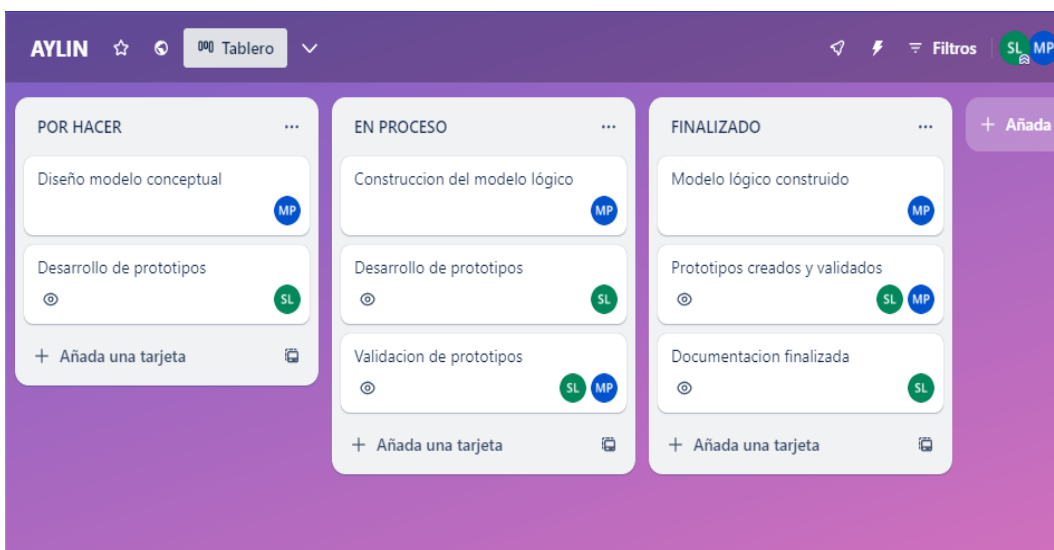 AYLIN
Tablero
Filtros
SL
MP
POR HACER
Diseño modelo conceptual
MP
Desarrollo de prototipos
SL
+ Añada una tarjeta
EN PROCESO
Construccion del modelo lógico
MP
Desarrollo de prototipos
SL
Validacion de prototipos
SL MP
+ Añada una tarjeta
FINALIZADO
Modelo lógico construido
MP
Prototipos creados y validados
SL MP
Documentacion finalizada
SL
+ Añada una tarjeta
+ Añada